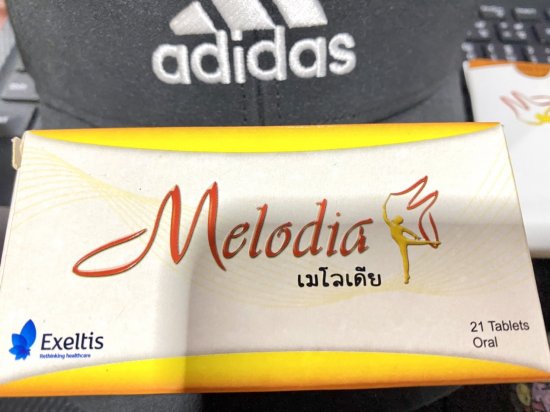 adidas
Melodia
เมโลเดีย
Exeltis
Rethinking healthcare
21 Tablets
Oral